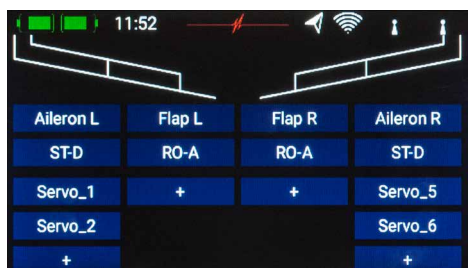 11:52
Aileron L Flap L Flap R Aileron R
ST-D RO-A RO-A ST-D
Servo_1 + + Servo_5
Servo_2 Servo_6
+ +